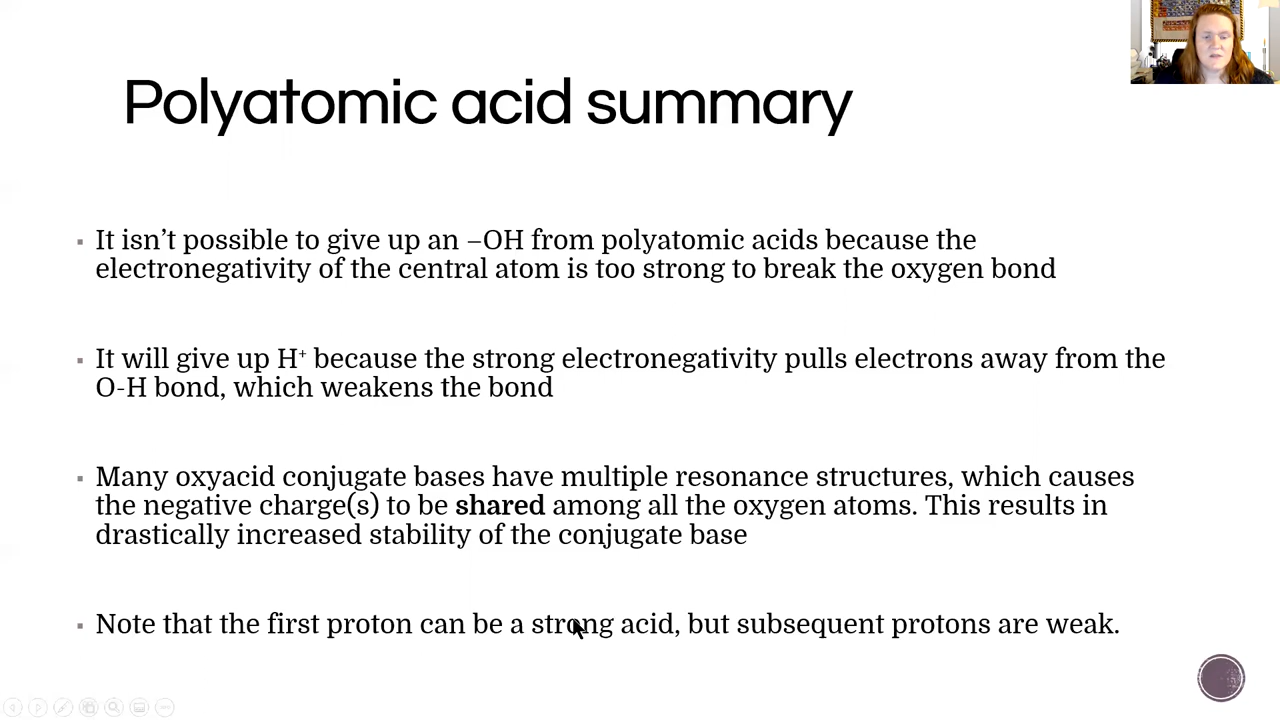 Polyatomic acid summary
▪ It isn’t possible to give up an –OH from polyatomic acids because the
electronegativity of the central atom is too strong to break the oxygen bond
▪ It will give up H⁺ because the strong electronegativity pulls electrons away from the
O-H bond, which weakens the bond
▪ Many oxyacid conjugate bases have multiple resonance structures, which causes
the negative charge(s) to be shared among all the oxygen atoms. This results in
drastically increased stability of the conjugate base
▪ Note that the first proton can be a strong acid, but subsequent protons are weak.